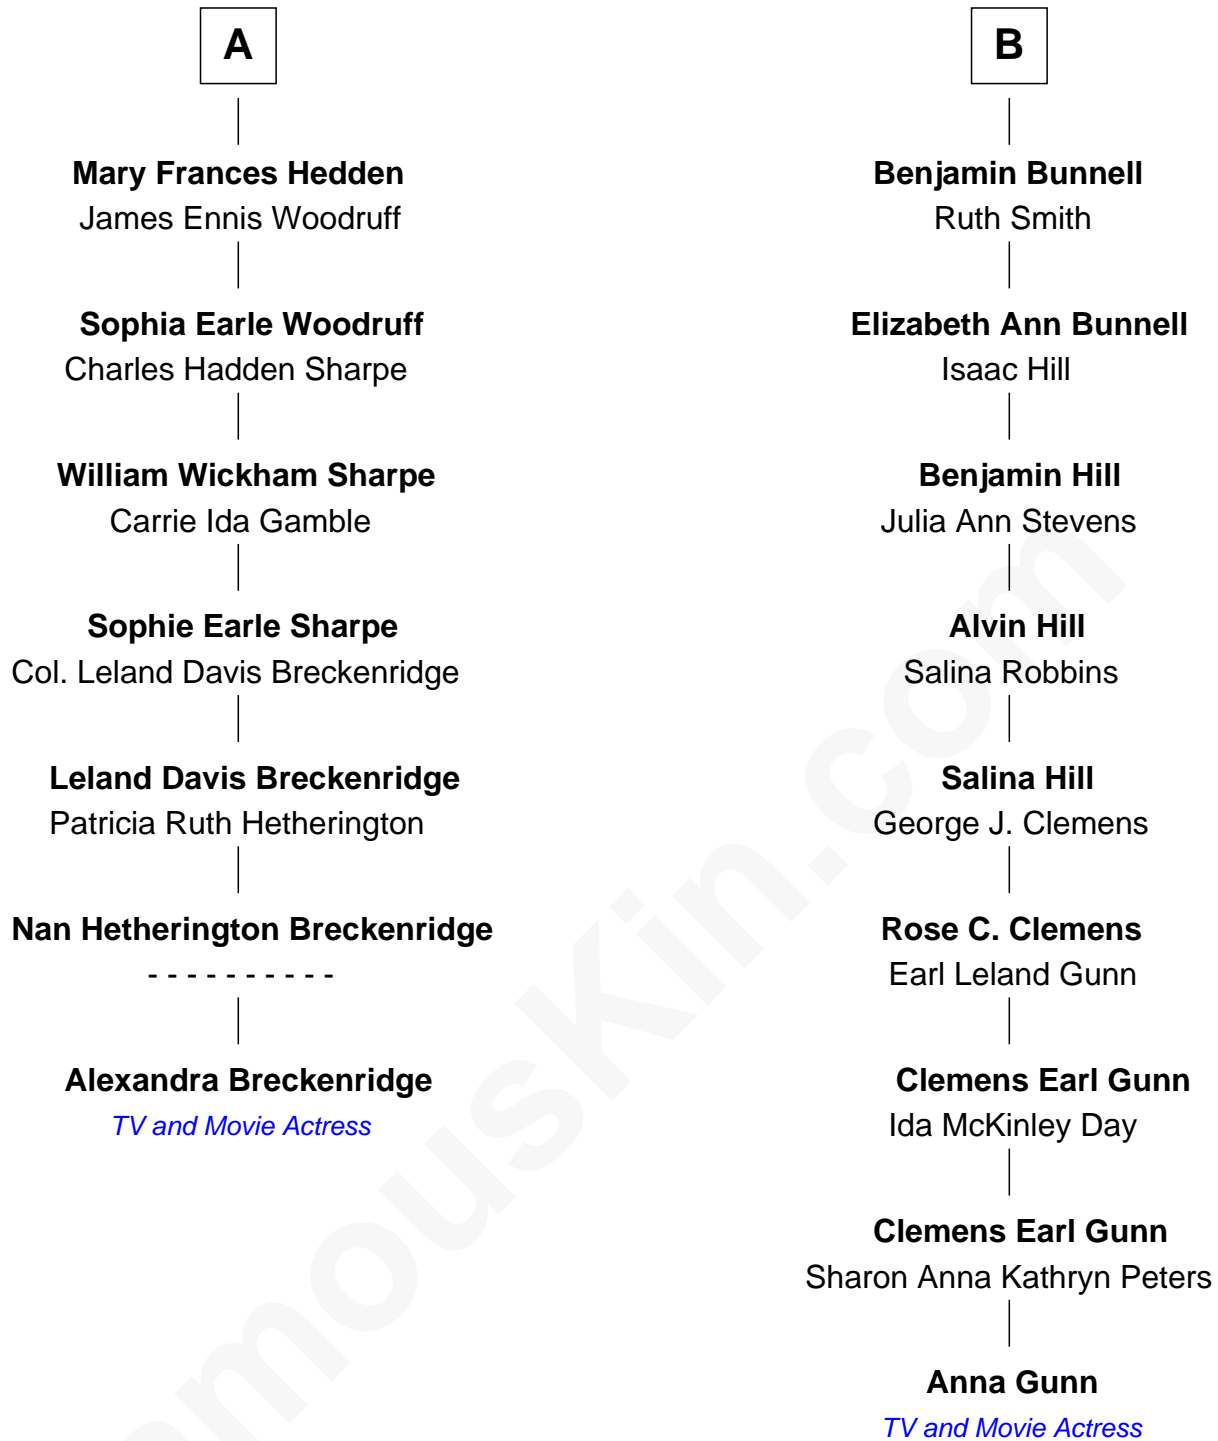 A
Mary Frances Hedden
James Ennis Woodruff
Sophia Earle Woodruff
Charles Hadden Sharpe
William Wickham Sharpe
Carrie Ida Gamble
Sophie Earle Sharpe
Col. Leland Davis Breckenridge
Leland Davis Breckenridge
Patricia Ruth Hetherington
Nan Hetherington Breckenridge
- - - - - - - - - -
Alexandra Breckenridge
TV and Movie Actress
B
Benjamin Bunnell
Ruth Smith
Elizabeth Ann Bunnell
Isaac Hill
Benjamin Hill
Julia Ann Stevens
Alvin Hill
Salina Robbins
Salina Hill
George J. Clemens
Rose C. Clemens
Earl Leland Gunn
Clemens Earl Gunn
Ida McKinley Day
Clemens Earl Gunn
Sharon Anna Kathryn Peters
Anna Gunn
TV and Movie Actress
amouskin.com